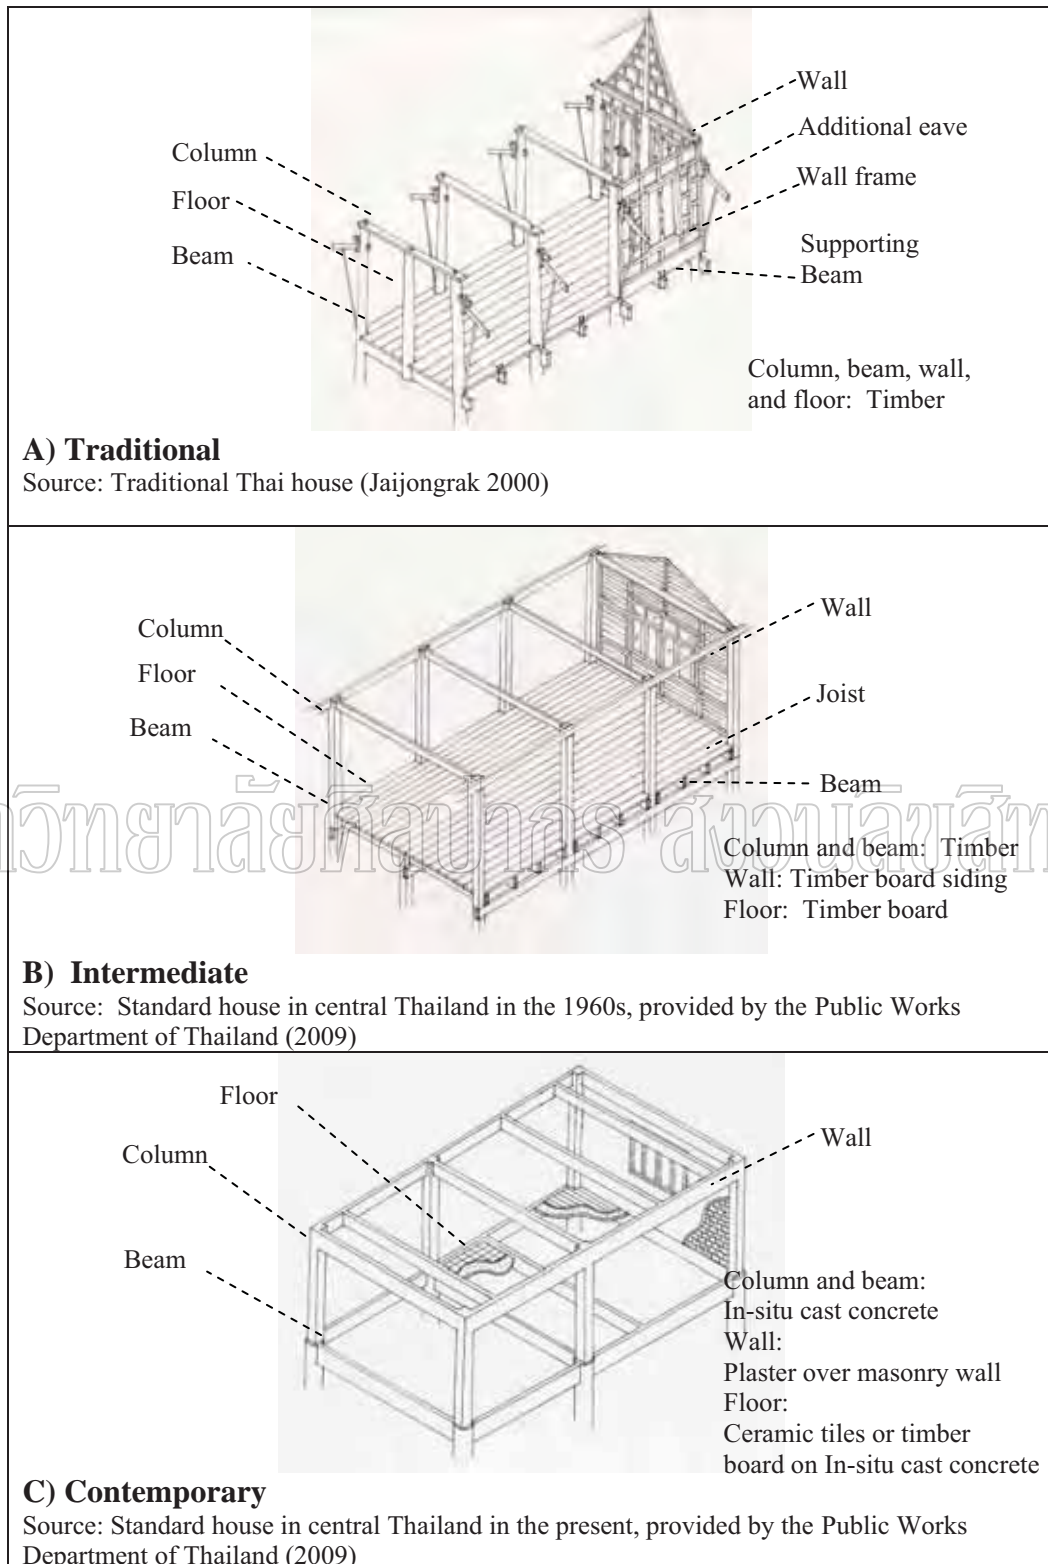 Wall
Additional eave
Column
Wall frame
Floor
Supporting
Beam
Beam
Column, beam, wall,
and floor: Timber
A) Traditional
Source: Traditional Thai house (Jaijongrak 2000)
Wall
Column
Floor
Joist
Beam
Beam
Column and beam: Timber
Wall: Timber board siding
Floor: Timber board
B) Intermediate
Source: Standard house in central Thailand in the 1960s, provided by the Public Works
Department of Thailand (2009)
Floor
Wall
Column
Beam
Column and beam:
In-situ cast concrete
Wall:
Plaster over masonry wall
Floor:
Ceramic tiles or timber
board on In-situ cast concrete
C) Contemporary
Source: Standard house in central Thailand in the present, provided by the Public Works
Department of Thailand (2009)